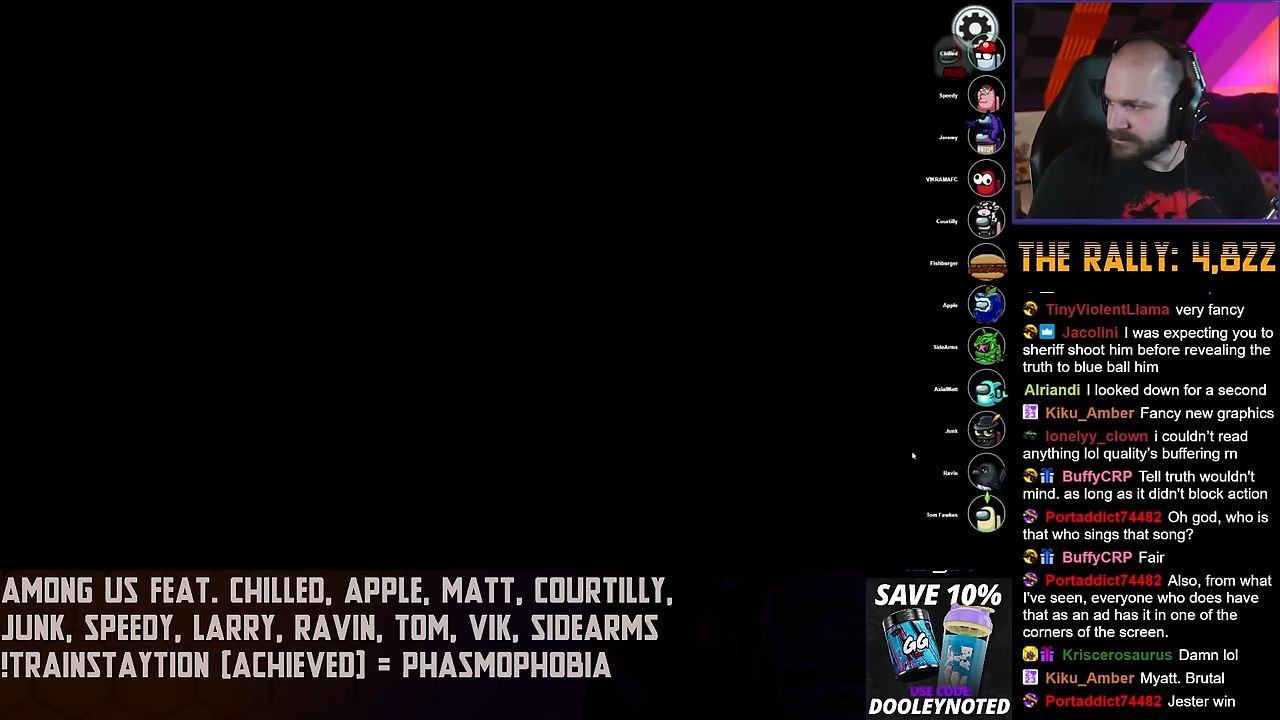 Chilled
MOD
Speedy
Jeremy
VIKRAMAFC
Courtilly
Fishburger
Apple
SideArms
AxialMatt
Junk
Ravin
Tom Fawkes
THE RALLY: 4,822
TinyViolentLlama very fancy
Jacolini I was expecting you to
sheriff shoot him before revealing the
truth to blue ball him
Alriandi I looked down for a second
Kiku_Amber Fancy new graphics
lonelyy_clown i couldn't read
anything lol quality's buffering rn
BuffyCRP Tell truth wouldn't
mind. as long as it didn't block action
Portaddict74482 Oh god, who is
that who sings that song?
BuffyCRP Fair
Portaddict74482 Also, from what
I've seen, everyone who does have
that as an ad has it in one of the
corners of the screen.
Kriscerosaurus Damn lol
Kiku_Amber Myatt. Brutal
Portaddict74482 Jester win
AMONG US FEAT. CHILLED, APPLE, MATT, COURTILLY,
JUNK, SPEEDY, LARRY, RAVIN, TOM, VIK, SIDEARMS
!TRAINSTAYTION [ACHIEVED] = PHASMOPHOBIA
SAVE 10%
GG
USE CODE:
DOOLEYNOTED